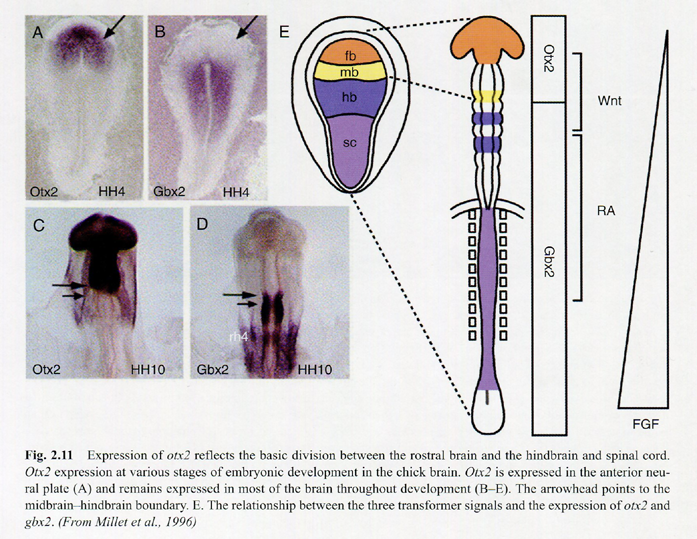 A
B
E
Otx2 HH4
Gbx2 HH4
C
D
Otx2 HH10
rh4
Gbx2 HH10
fb
mb
hb
sc
Otx2
Gbx2
Wnt
RA
FGF
Fig. 2.11 Expression of otx2 reflects the basic division between the rostral brain and the hindbrain and spinal cord.
Otx2 expression at various stages of embryonic development in the chick brain. Otx2 is expressed in the anterior neu-
ral plate (A) and remains expressed in most of the brain throughout development (B–E). The arrowhead points to the
midbrain–hindbrain boundary. E. The relationship between the three transformer signals and the expression of otx2 and
gbx2. (From Millet et al., 1996)